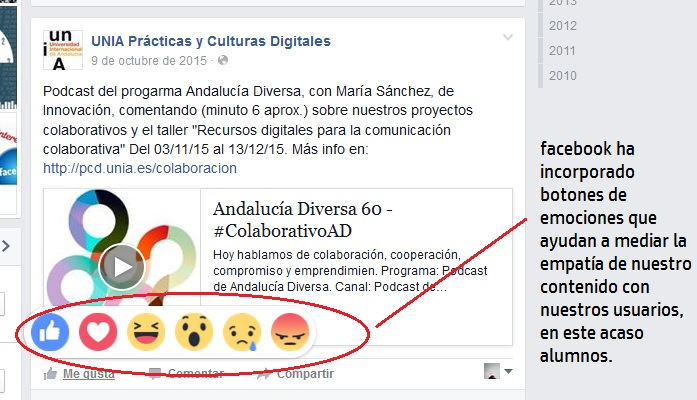 2013
2012
2011
2010
un
i A
Universidad
Internacional
de Andalucía
UNIA Prácticas y Culturas Digitales
9 de octubre de 2015 ·
Podcast del progarma Andalucía Diversa, con María Sánchez, de
Innovación, comentando (minuto 6 aprox.) sobre nuestros proyectos
colaborativos y el taller "Recursos digitales para la comunicación
colaborativa" Del 03/11/15 al 13/12/15. Más info en:
http://pcd.unia.es/colaboracion
Andalucía Diversa 60 -
#ColaborativoAD
Hoy hablamos de colaboración, cooperación,
compromiso y emprendimien. Programa: Podcast
de Andalucía Diversa. Canal: Podcast de...
Me gusta
Comentar
Compartir
facebook ha
incorporado
botones de
emociones que
ayudan a mediar la
empatía de nuestro
contenido con
nuestros usuarios,
en este acaso
alumnos.